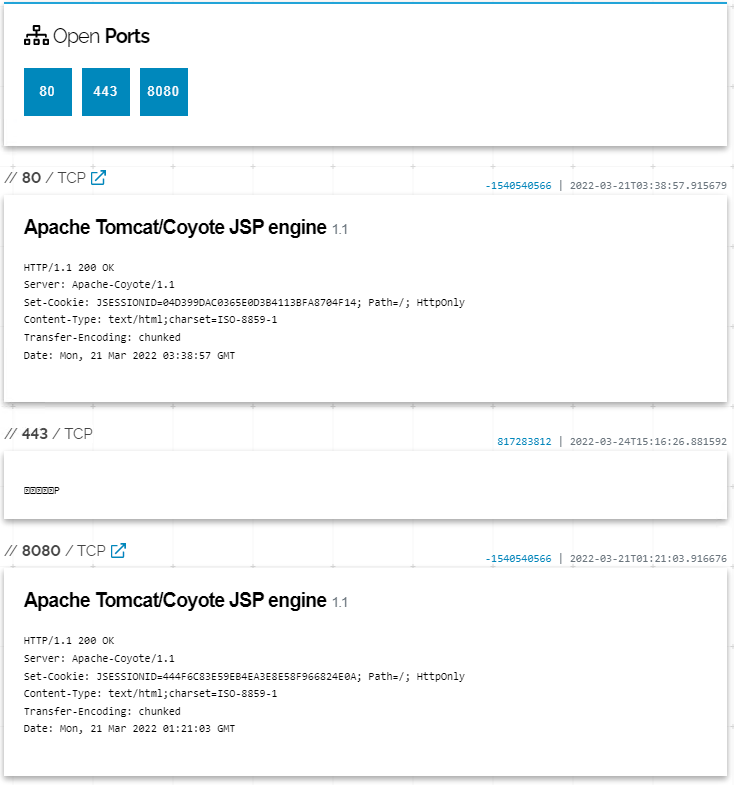 Open Ports
80 443 8080
// 80 / TCP
-1540540566 | 2022-03-21T03:38:57.915679
Apache Tomcat/Coyote JSP engine 1.1
HTTP/1.1 200 OK
Server: Apache-Coyote/1.1
Set-Cookie: JSESSIONID=04D399DAC0365E0D3B4113BFA8704F14; Path=/; HttpOnly
Content-Type: text/html;charset=ISO-8859-1
Transfer-Encoding: chunked
Date: Mon, 21 Mar 2022 03:38:57 GMT
// 443 / TCP
817283812 | 2022-03-24T15:16:26.881592
P
// 8080 / TCP
-1540540566 | 2022-03-21T01:21:03.916676
Apache Tomcat/Coyote JSP engine 1.1
HTTP/1.1 200 OK
Server: Apache-Coyote/1.1
Set-Cookie: JSESSIONID=444F6C83E59EB4EA3E8E58F966824E0A; Path=/; HttpOnly
Content-Type: text/html;charset=ISO-8859-1
Transfer-Encoding: chunked
Date: Mon, 21 Mar 2022 01:21:03 GMT